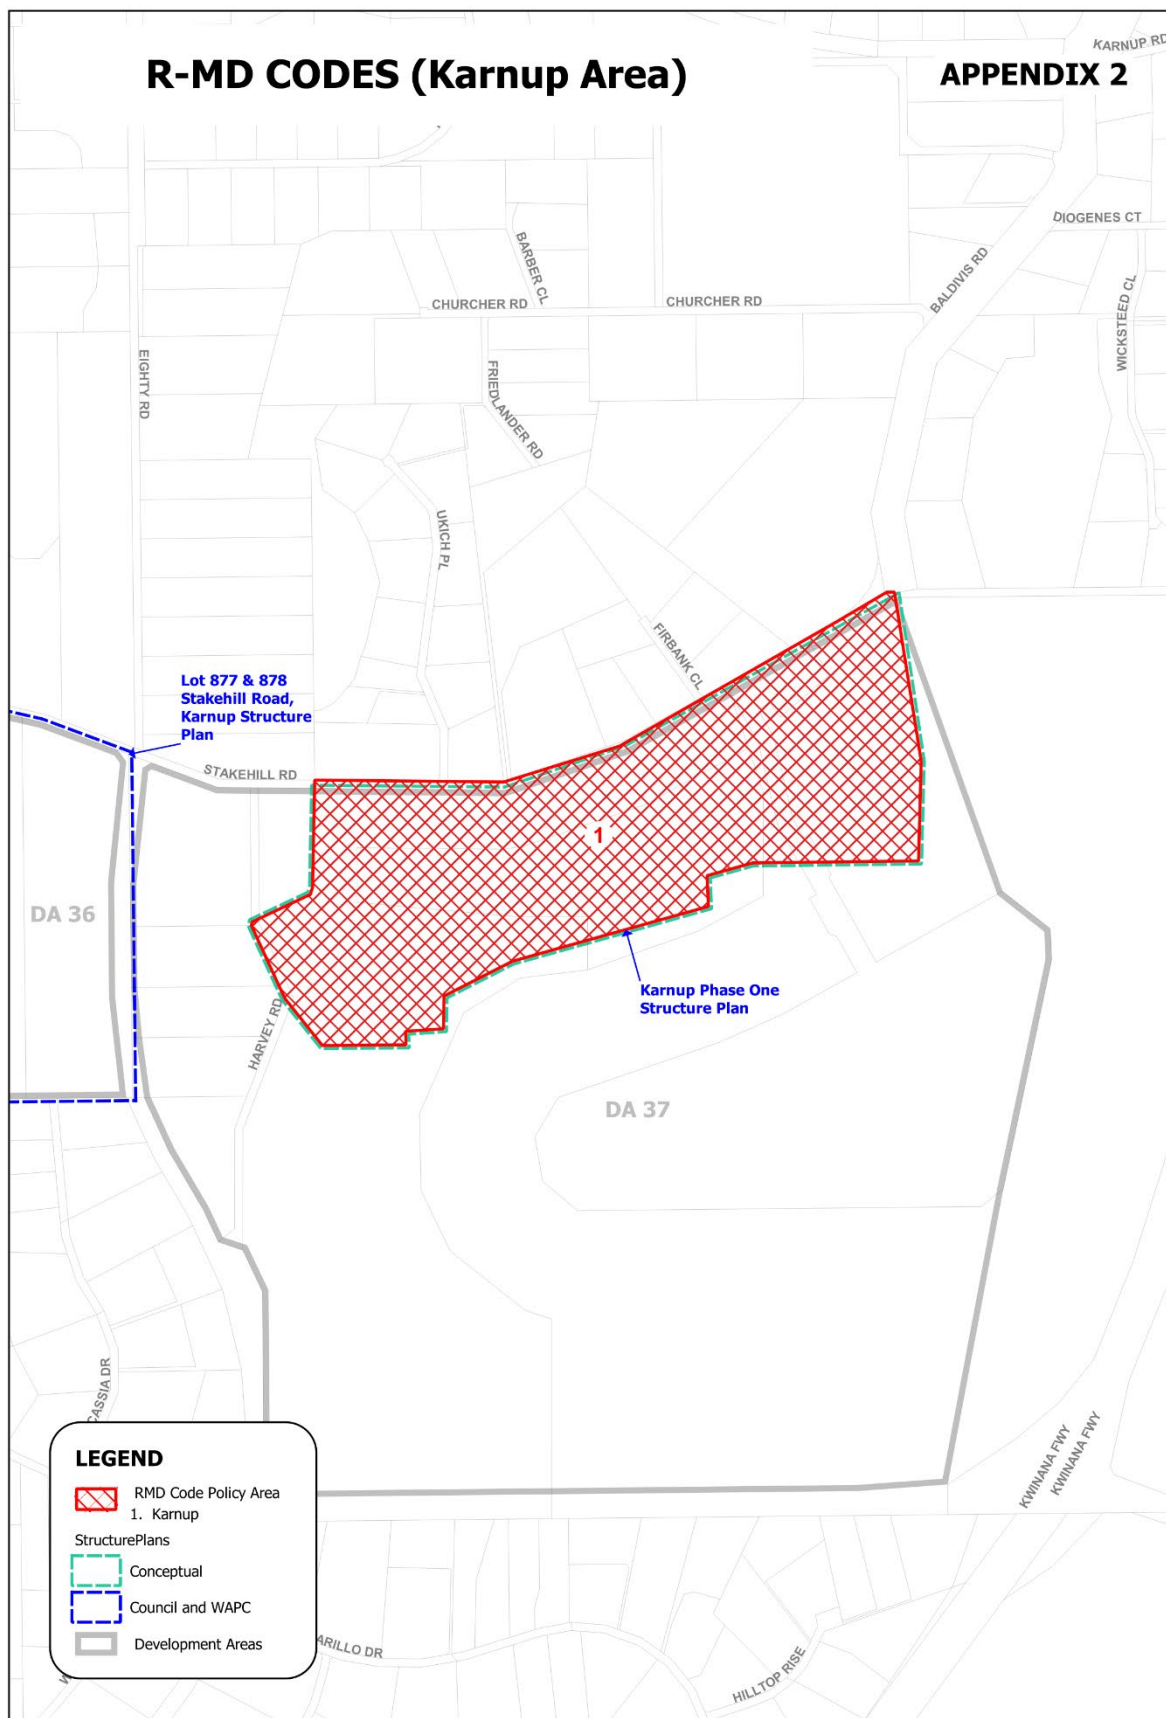 R-MD CODES (Karnup Area)
APPENDIX 2
KARNUP RD
DIOGENES CT
BARBER CL
BALDIVIS RD
WICKSTEED CL
CHURCHER RD
CHURCHER RD
EIGHTY RD
FRIEDLANDER RD
UKICH PL
FIRBANK CL
Lot 877 & 878
Stakehill Road,
Karnup Structure
Plan
STAKEHILL RD
1
DA 36
Karnup Phase One
Structure Plan
HARVEY RD
DA 37
CASSIA DR
KWINANA FWY
KWINANA FWY
LEGEND
RMD Code Policy Area
1. Karnup
StructurePlans
Conceptual
Council and WAPC
Development Areas
ARILLO DR
HILLTOP RISE